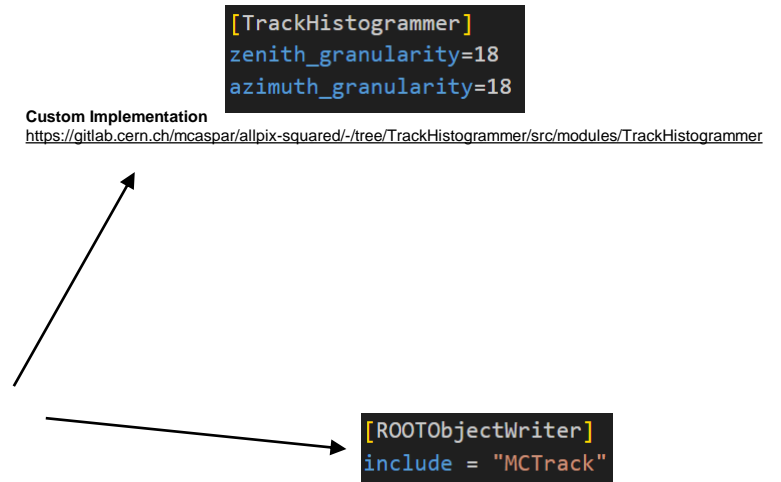 [TrackHistogrammer]
zenith_granularity=18
azimuth_granularity=18
Custom Implementation
https://gitlab.cern.ch/mcaspar/allpix-squared/-/tree/TrackHistogrammer/src/modules/TrackHistogrammer
[ROOTObjectWriter]
include = "MCTrack"